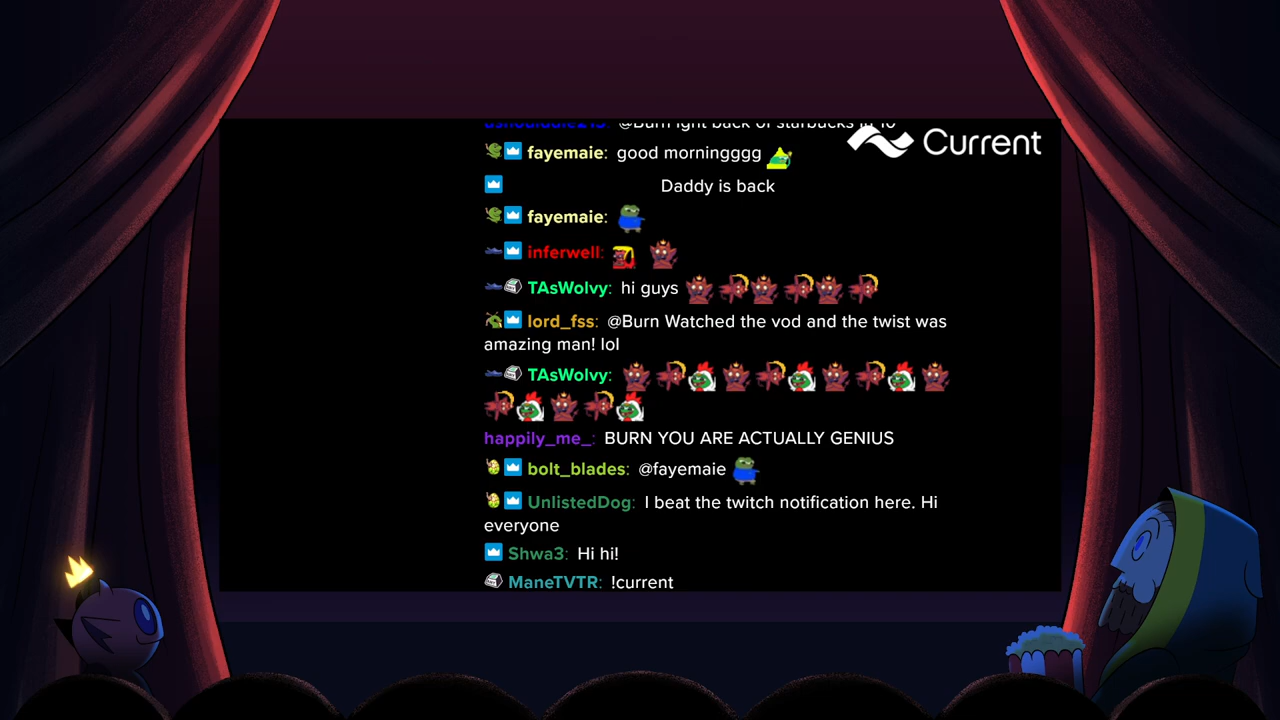 Current
fayemaie: good morningggg
Daddy is back
fayemaie:
inferwell:
TAsWolvy: hi guys
lord_fss: @Burn Watched the vod and the twist was
amazing man! lol
TAsWolvy:
happily_me_: BURN YOU ARE ACTUALLY GENIUS
bolt_blades: @fayemaie
UnlistedDog: I beat the twitch notification here. Hi
everyone
Shwa3: Hi hi!
ManeTVTR: !current